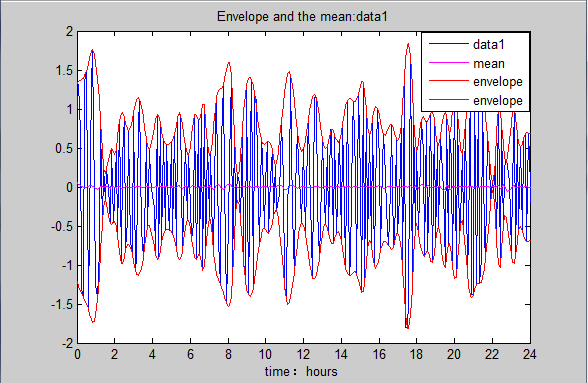 Envelope and the mean:data1
2
1.5
1
0.5
0
-0.5
-1
-1.5
-2
data1
mean
envelope
envelope
0 2 4 6 8 10 12 14 16 18 20 22 24
time：hours